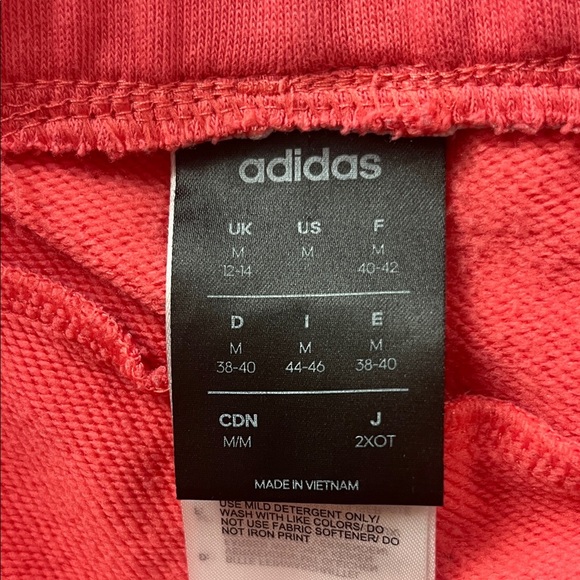 adidas
UK US F
M M M
12-14 40-42
D I E
M M M
38-40 44-46 38-40
CDN J
M/M 2XOT
MADE IN VIETNAM
USE MILD DETERGENT ONLY/
WASH WITH LIKE COLORS/ DO
NOT USE FABRIC SOFTENER/ DO
NOT IRON PRINT